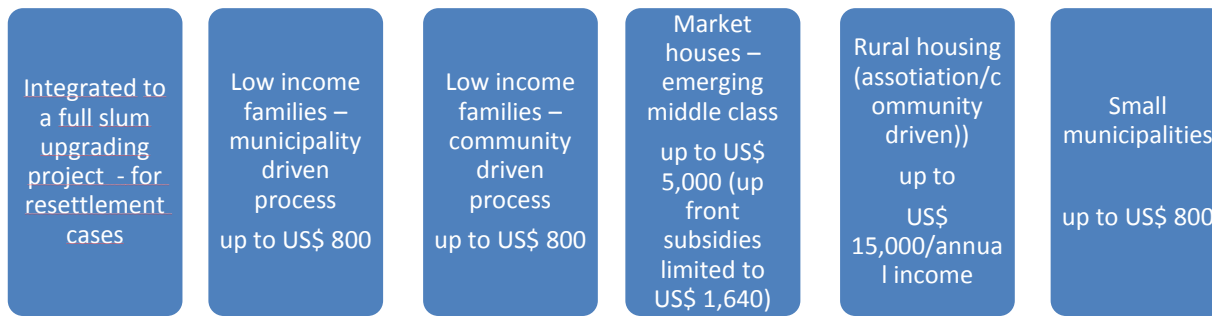 Integrated to
a full slum
upgrading
project - for
resettlement
cases
Low income
families –
municipality
driven
process
up to US$ 800
Low income
families –
community
driven
process
up to US$ 800
Market
houses –
emerging
middle class
up to US$
5,000 (up
front
subsidies
limited to
US$ 1,640)
Rural housing
(assotiation/c
ommunity
driven))
up to
US$
15,000/annua
l income
Small
municipalities
up to US$ 800